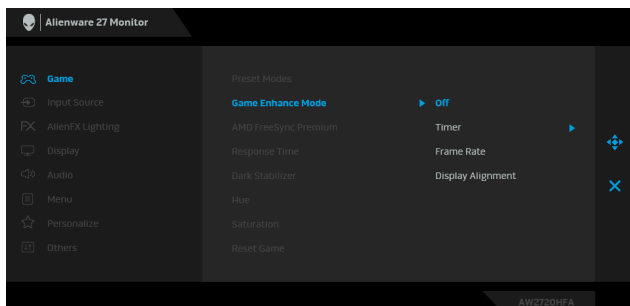 Alienware 27 Monitor
Game
Input Source
AlienFX Lighting
Display
Audio
Menu
Personalize
Others
Preset Modes
Game Enhance Mode
AMD FreeSync Premium
Response Time
Dark Stabilizer
Hue
Saturation
Reset Game
Off
Timer
Frame Rate
Display Alignment
AW2720HFA